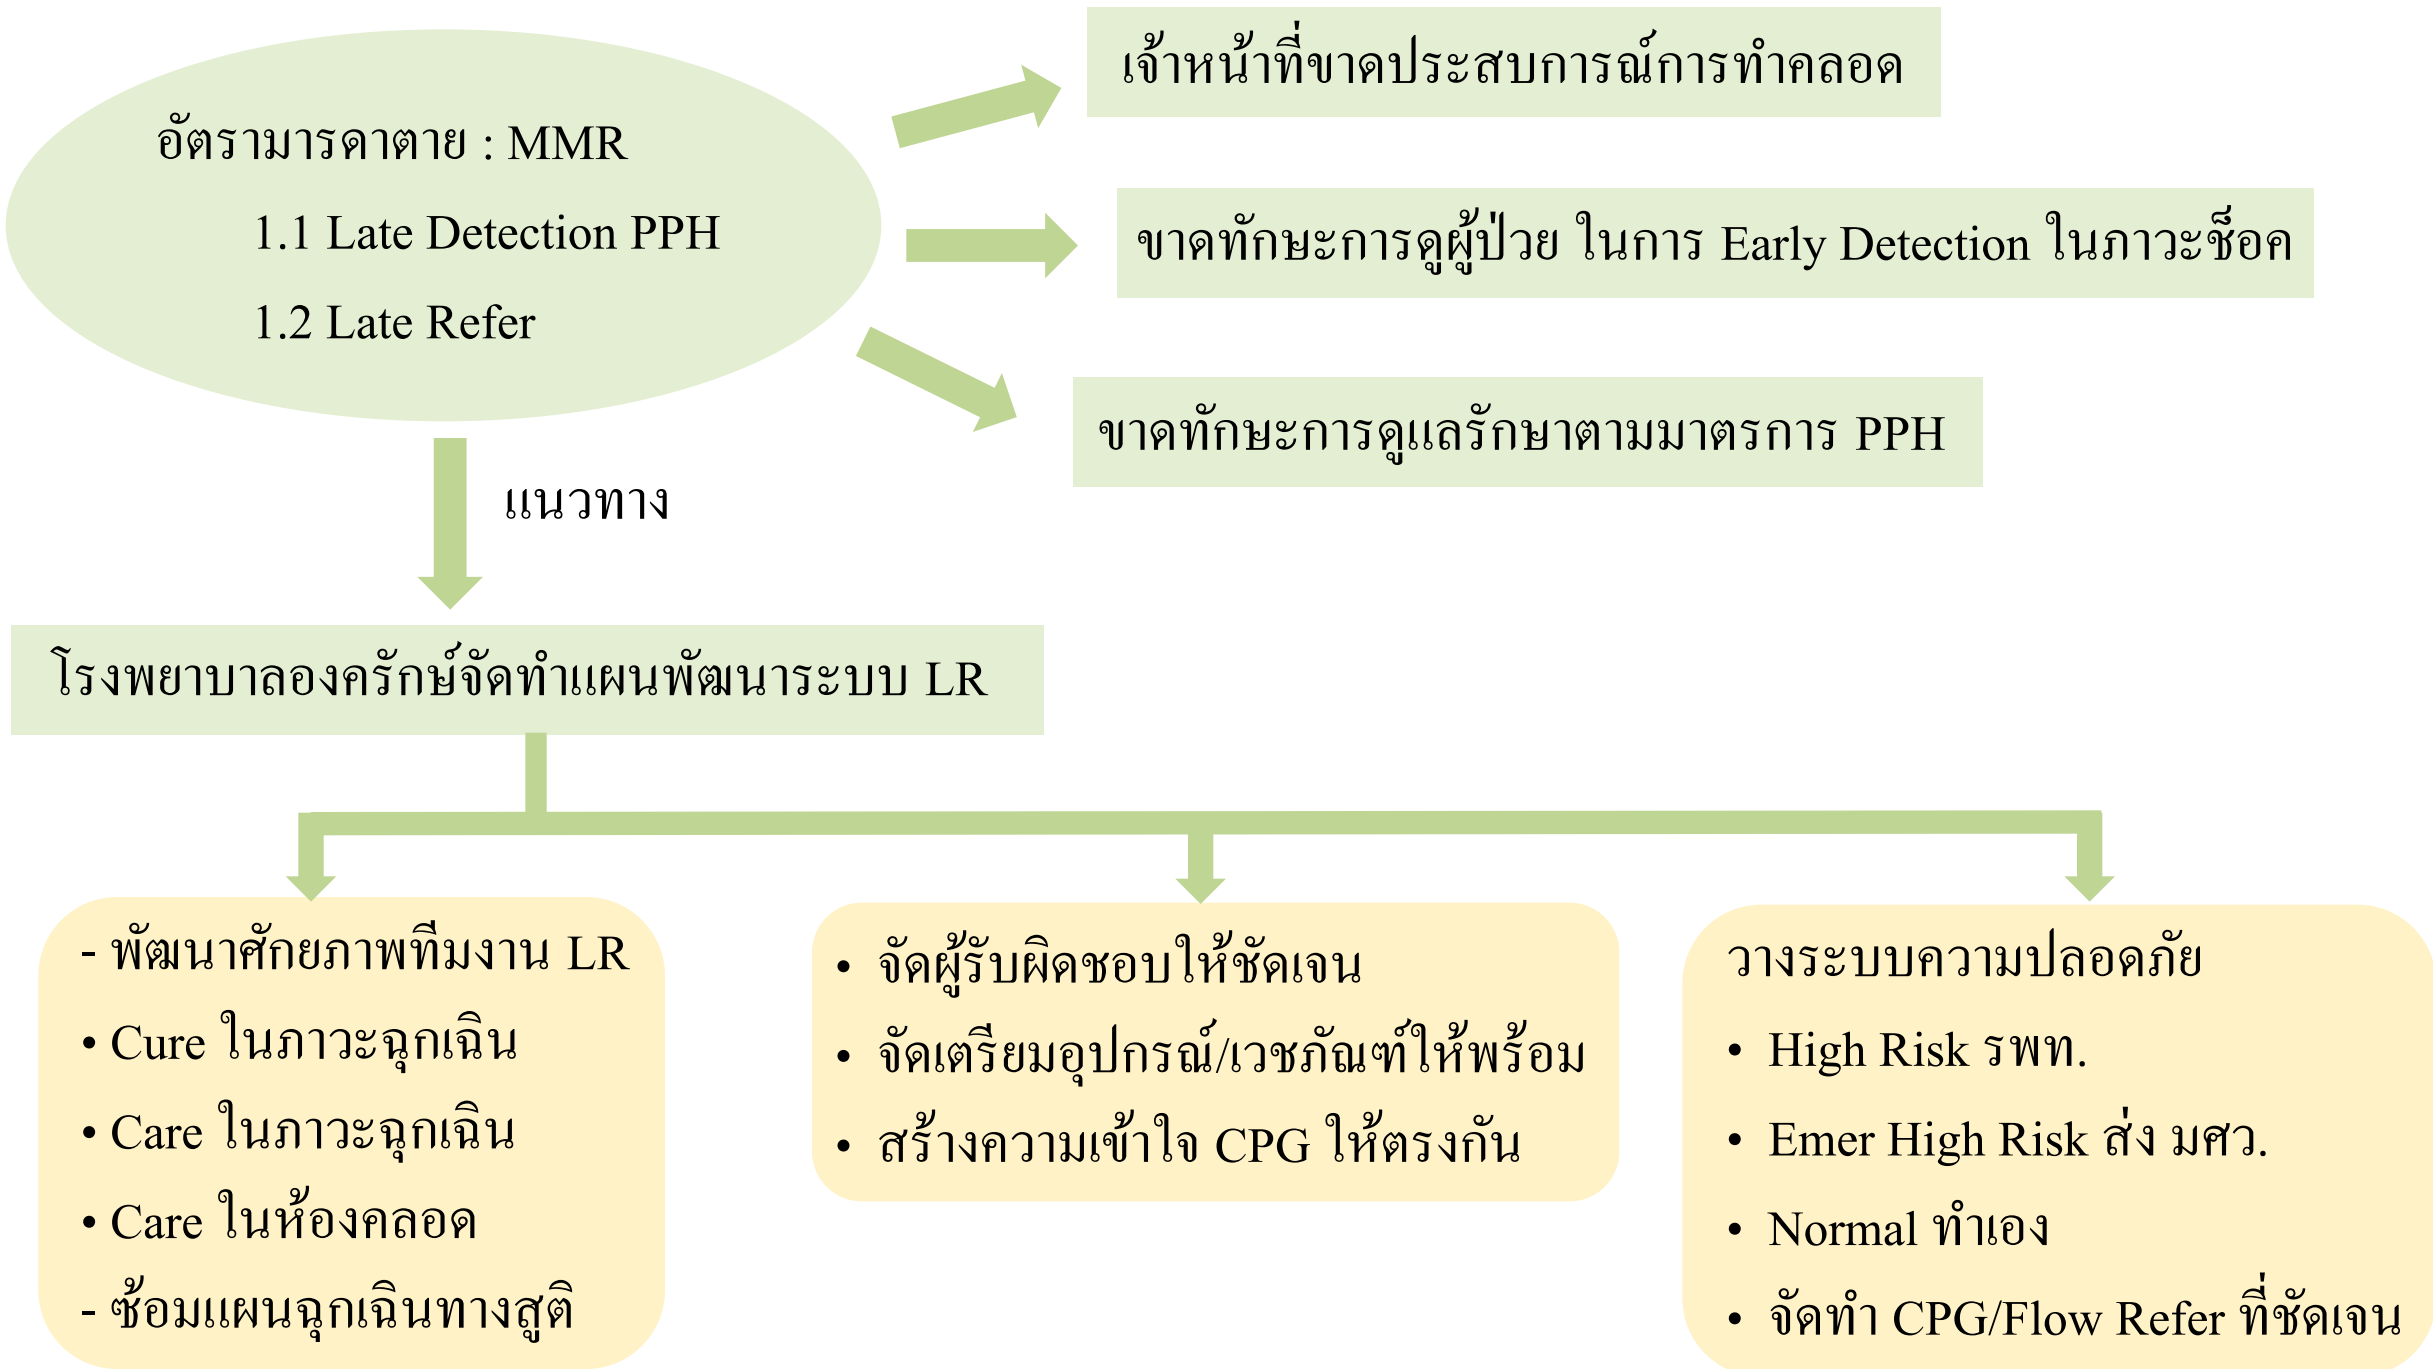 อัตรามารดาตาย : MMR
1.1 Late Detection PPH
1.2 Late Refer
เจ้าหน้าที่ขาดประสบการณ์การทำคลอด
ขาดทักษะการดูผู้ป่วย ในการ Early Detection ในภาวะช็อค
ขาดทักษะการดูแลรักษาตามมาตรการ PPH
แนวทาง
โรงพยาบาลองครักษ์จัดทำแผนพัฒนาระบบ LR
- พัฒนาศักยภาพทีมงาน LR
• Cure ในภาวะฉุกเฉิน
• Care ในภาวะฉุกเฉิน
• Care ในห้องคลอด
- ซ้อมแผนฉุกเฉินทางสูติ
• จัดผู้รับผิดชอบให้ชัดเจน
• จัดเตรียมอุปกรณ์/เวชภัณฑ์ให้พร้อม
• สร้างความเข้าใจ CPG ให้ตรงกัน
วางระบบความปลอดภัย
• High Risk รพท.
• Emer High Risk ส่ง มศว.
• Normal ทำเอง
• จัดทำ CPG/Flow Refer ที่ชัดเจน